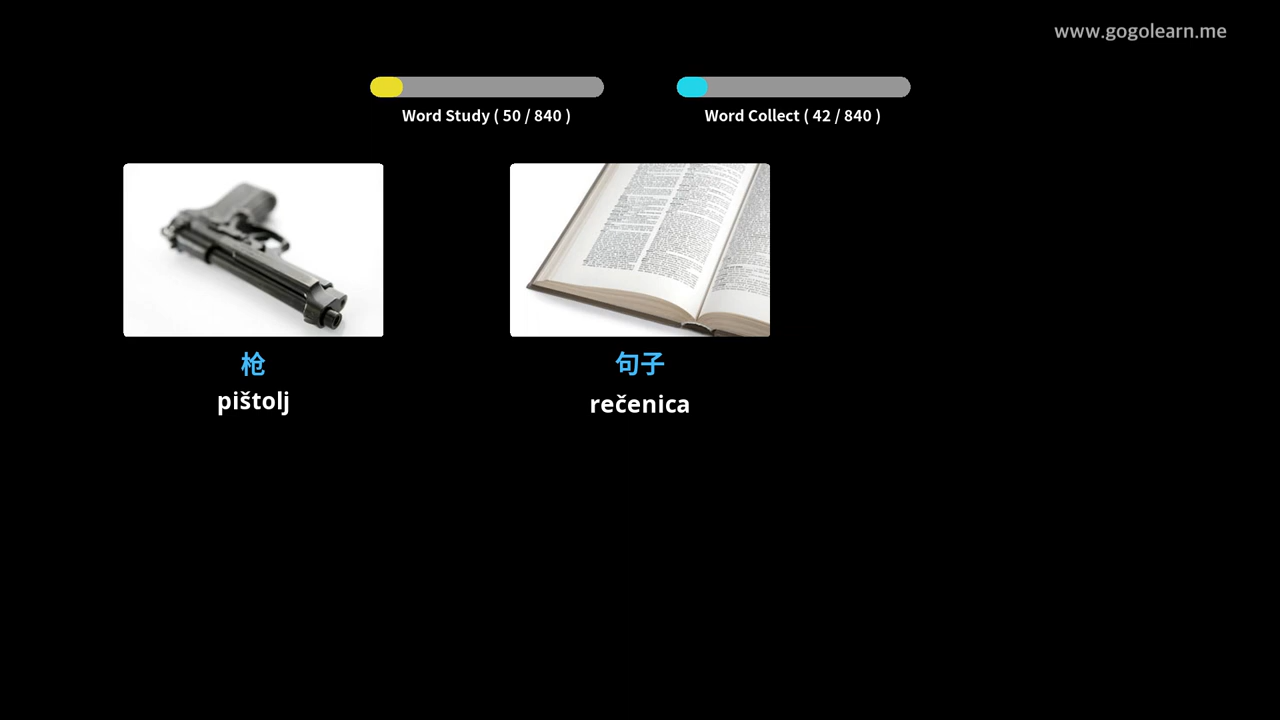 www.gogolearn.me
Word Study ( 50 / 840 )
Word Collect ( 42 / 840 )
枪
pištolj
句子
rečenica